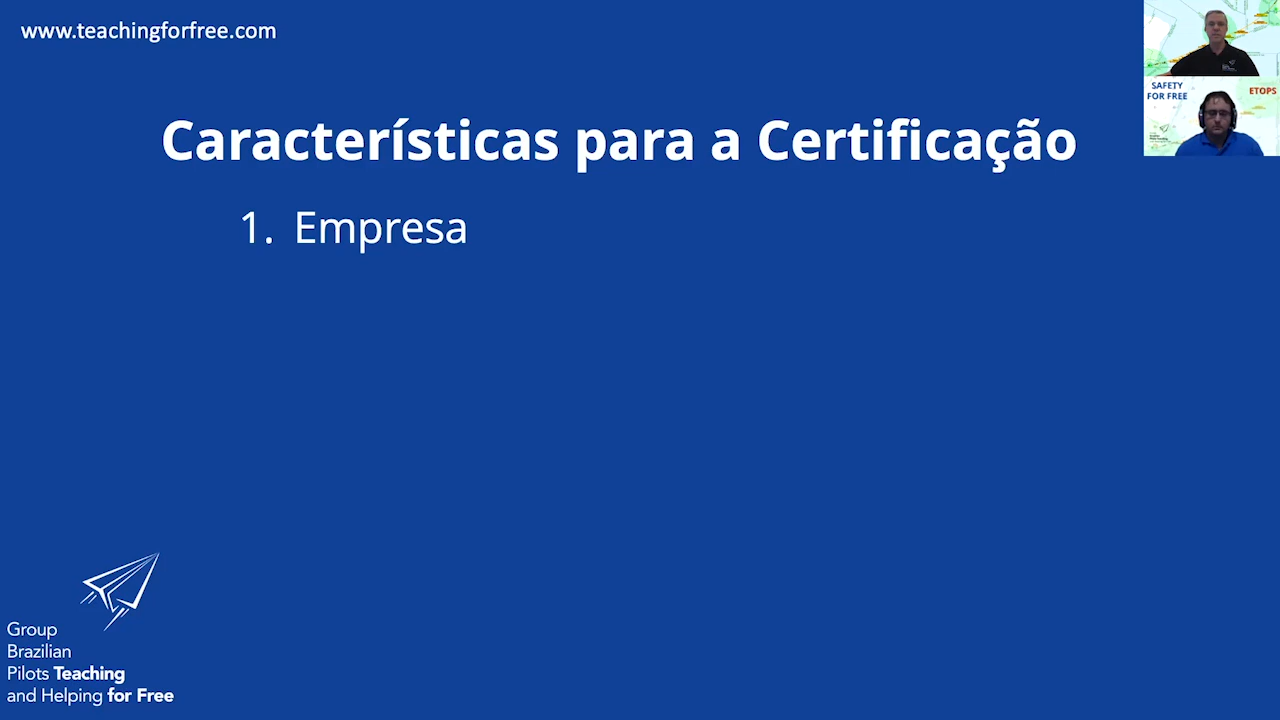 www.teachingforfree.com
SAFETY
FOR FREE
ETOPS
Características para a Certificação
1. Empresa
Group
Brazilian
Pilots Teaching
and Helping for Free